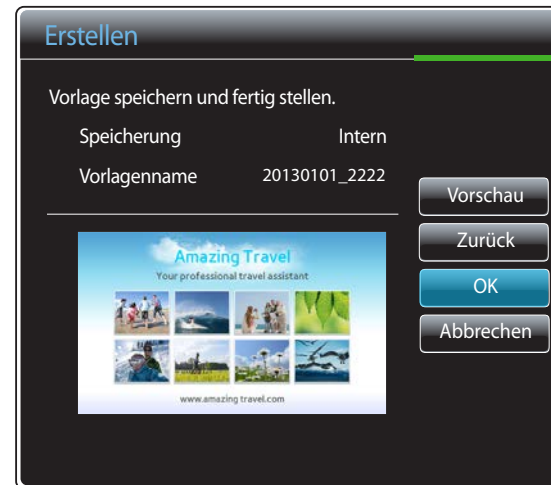 Erstellen
Vorlage speichern und fertig stellen.
Speicherung Intern
Vorlagenname 20130101_2222
Vorschau
Zurück
OK
Abbrechen
Amazing Travel
Your professional travel assistant
www.amazing travel.com